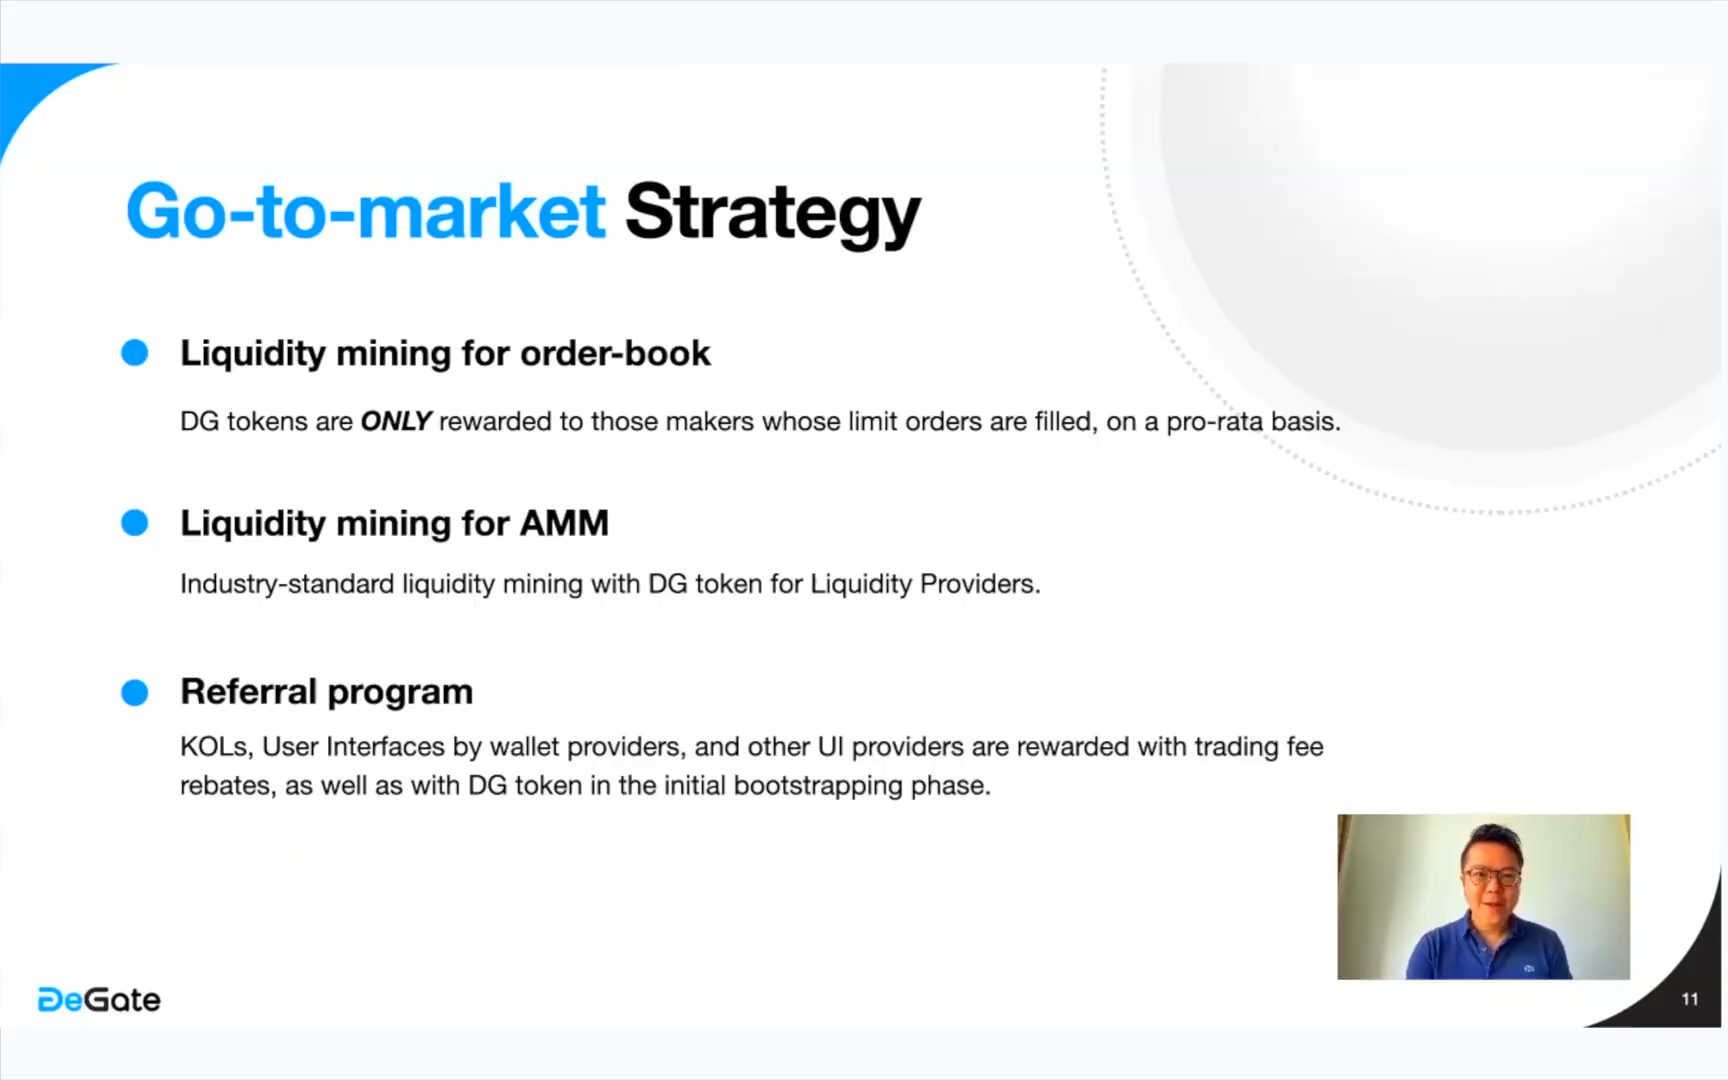 Go-to-market Strategy
Liquidity mining for order-book
DG tokens are ONLY rewarded to those makers whose limit orders are filled, on a pro-rata basis.
Liquidity mining for AMM
Industry-standard liquidity mining with DG token for Liquidity Providers.
Referral program
KOLs, User Interfaces by wallet providers, and other UI providers are rewarded with trading fee
rebates, as well as with DG token in the initial bootstrapping phase.
DeGate
11